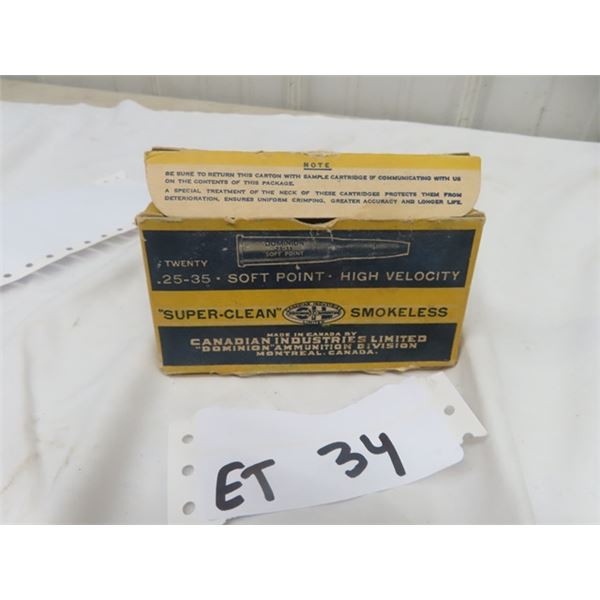 NOTE
BE SURE TO RETURN THIS CARTON WITH SAMPLE CARTRIDGE IF COMMUNICATING WITH US
ON THE CONTENTS OF THIS PACKAGE.
A SPECIAL TREATMENT OF THE NECK OF THESE CARTRIDGES PROTECTS THEM FROM
DETERIORATION, ENSURES UNIFORM CRIMPING, GREATER ACCURACY AND LONGER LIFE.
DOMINION
SOFT POINT
TWENTY
.25-35 · SOFT POINT · HIGH VELOCITY
"SUPER-CLEAN" SMOKELESS
MADE IN CANADA BY
CANADIAN INDUSTRIES LIMITED
"DOMINION" AMMUNITION DIVISION
MONTREAL, CANADA.
ET 34